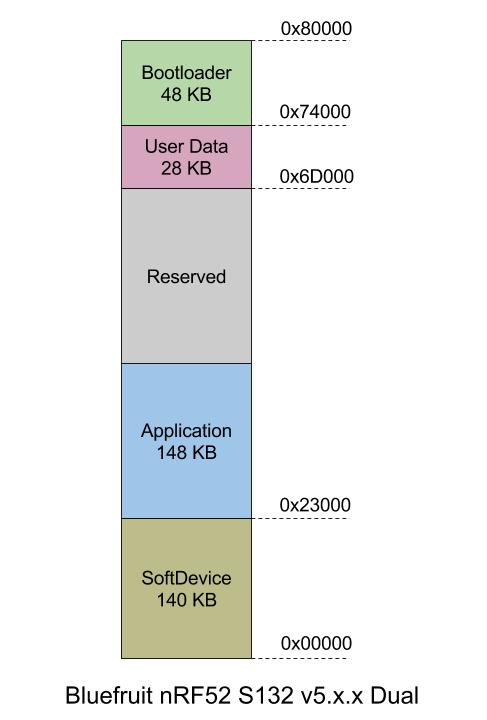 0x80000
Bootloader
48 KB
0x74000
User Data
28 KB
0x6D000
Reserved
Application
148 KB
0x23000
SoftDevice
140 KB
0x00000
Bluefruit nRF52 S132 v5.x.x Dual